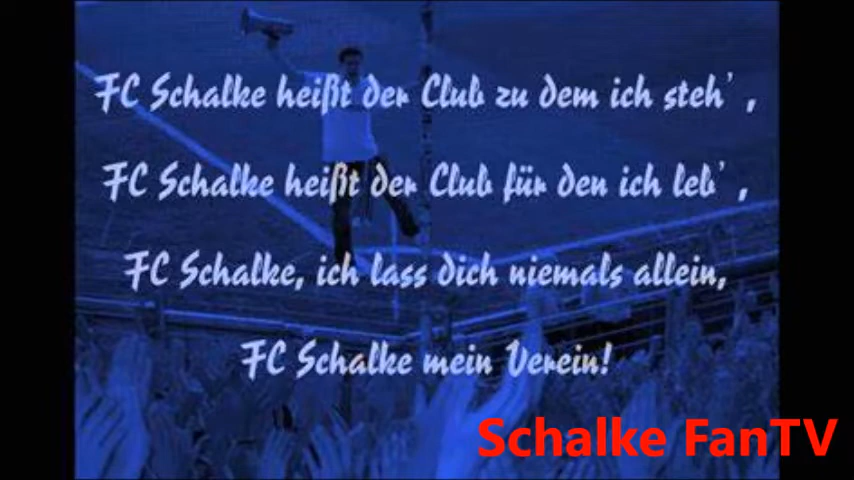 FC Schalke heißt der Club zu dem ich steh' ,
FC Schalke heißt der Club für den ich leb' ,
FC Schalke, ich lass dich niemals allein,
FC Schalke mein Verein!
Schalke FanTV